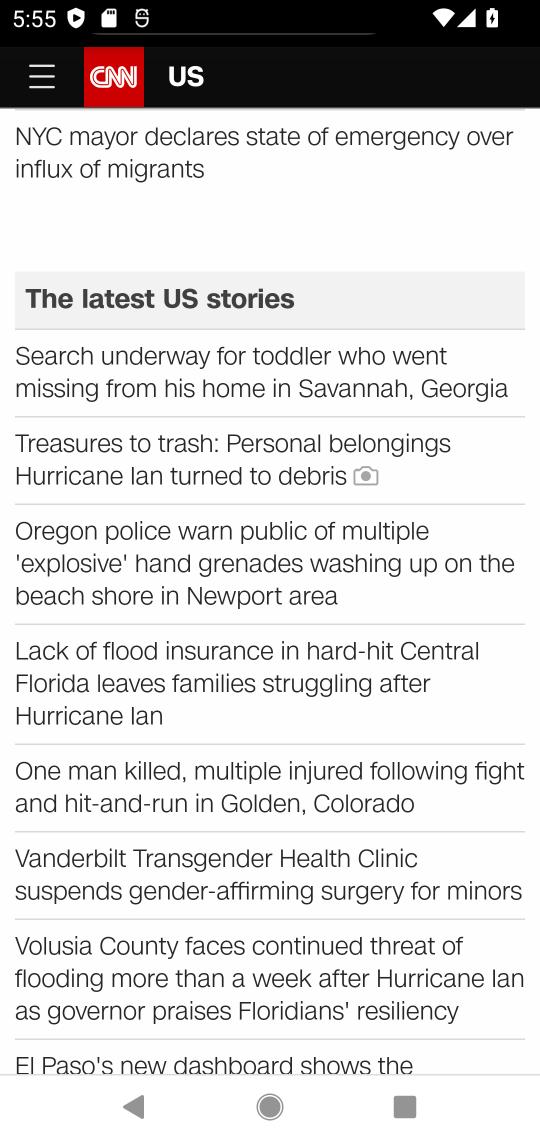 5:55
CNN US
NYC mayor declares state of emergency over
influx of migrants
The latest US stories
Search underway for toddler who went
missing from his home in Savannah, Georgia
Treasures to trash: Personal belongings
Hurricane Ian turned to debris
Oregon police warn public of multiple
'explosive' hand grenades washing up on the
beach shore in Newport area
Lack of flood insurance in hard-hit Central
Florida leaves families struggling after
Hurricane Ian
One man killed, multiple injured following fight
and hit-and-run in Golden, Colorado
Vanderbilt Transgender Health Clinic
suspends gender-affirming surgery for minors
Volusia County faces continued threat of
flooding more than a week after Hurricane Ian
as governor praises Floridians' resiliency
El Paso's new dashboard shows the